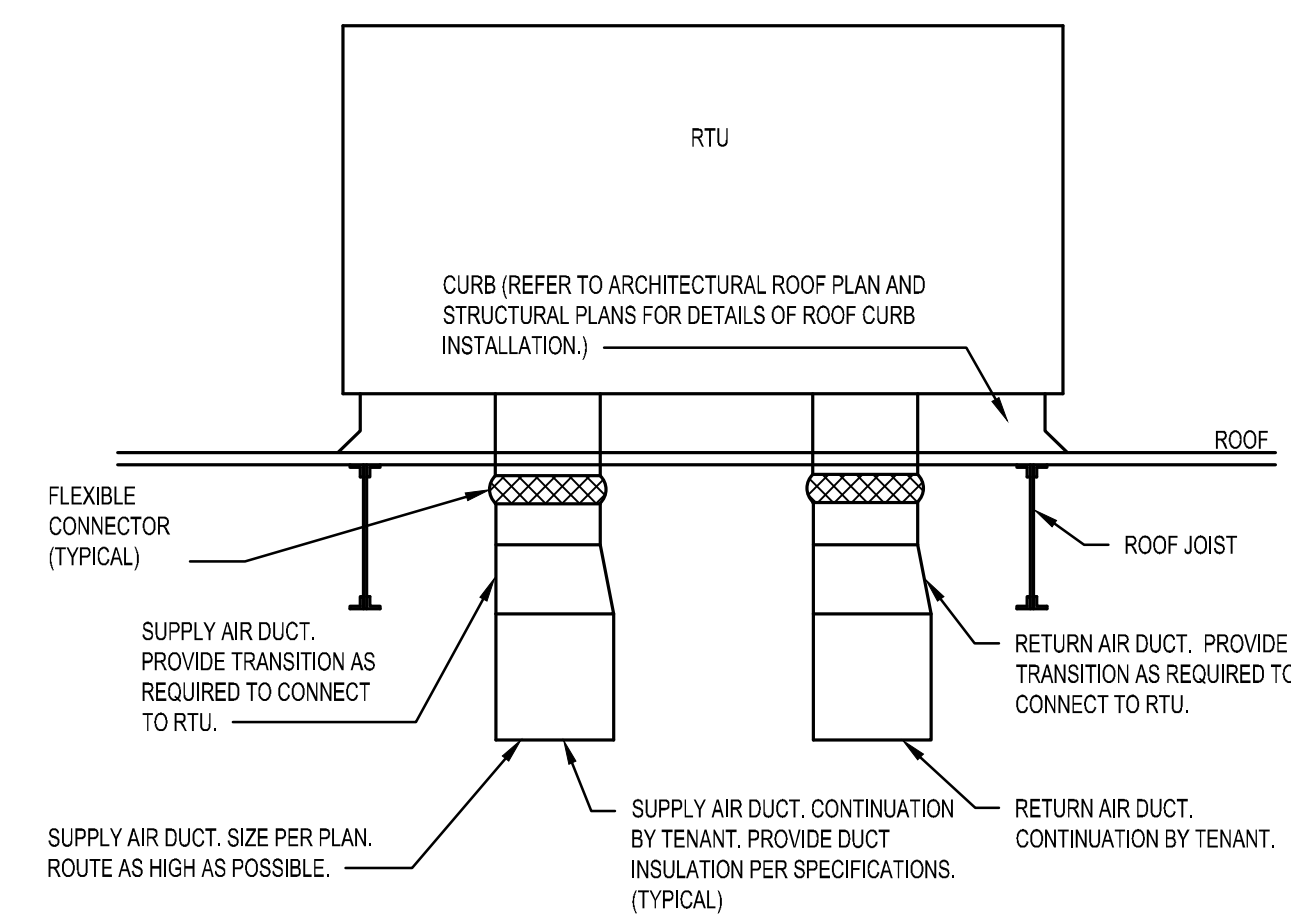 RTU
CURB (REFER TO ARCHITECTURAL ROOF PLAN AND
STRUCTURAL PLANS FOR DETAILS OF ROOF CURB
INSTALLATION.)
ROOF
FLEXIBLE
CONNECTOR
(TYPICAL)
ROOF JOIST
SUPPLY AIR DUCT.
PROVIDE TRANSITION AS
REQUIRED TO CONNECT
TO RTU.
RETURN AIR DUCT. PROVIDE
TRANSITION AS REQUIRED TO
CONNECT TO RTU.
SUPPLY AIR DUCT. SIZE PER PLAN.
ROUTE AS HIGH AS POSSIBLE.
SUPPLY AIR DUCT. CONTINUATION
BY TENANT. PROVIDE DUCT
INSULATION PER SPECIFICATIONS.
(TYPICAL)
RETURN AIR DUCT.
CONTINUATION BY TENANT.